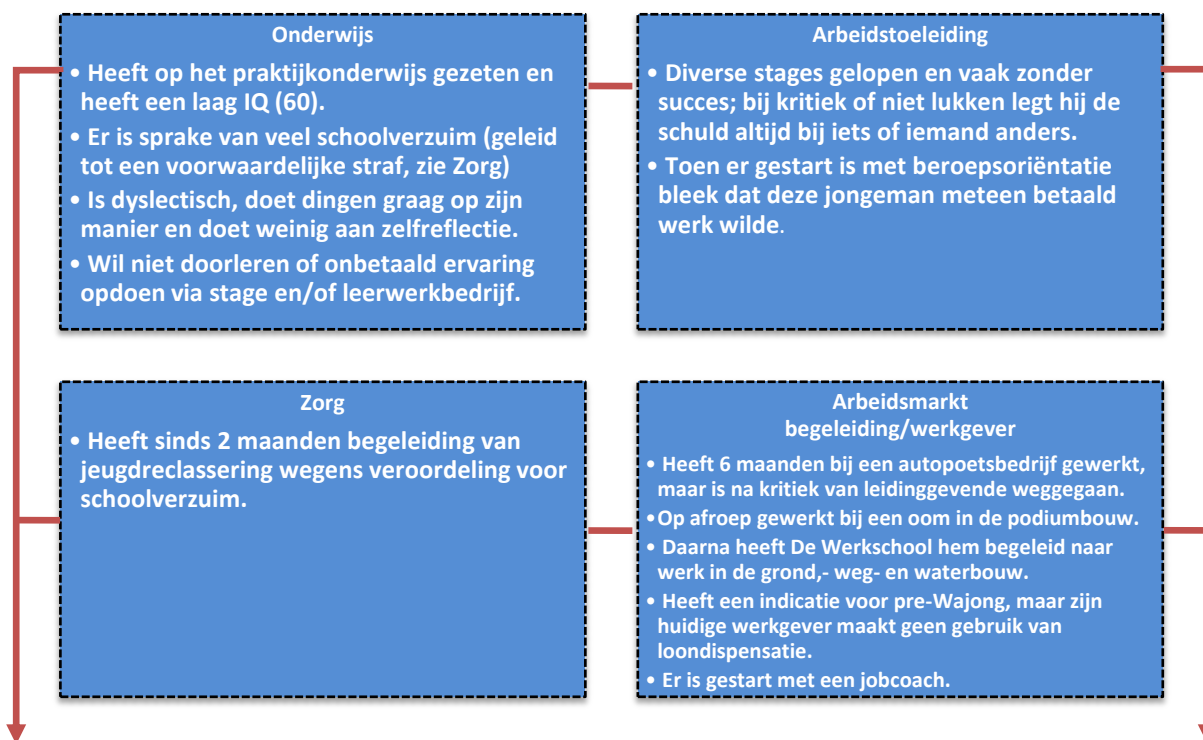 Onderwijs
• Heeft op het praktijkonderwijs gezeten en
heeft een laag IQ (60).
• Er is sprake van veel schoolverzuim (geleid
tot een voorwaardelijke straf, zie Zorg)
• Is dyslectisch, doet dingen graag op zijn
manier en doet weinig aan zelfreflectie.
• Wil niet doorleren of onbetaald ervaring
opdoen via stage en/of leerwerkbedrijf.
Arbeidstoeleiding
• Diverse stages gelopen en vaak zonder
succes; bij kritiek of niet lukken legt hij de
schuld altijd bij iets of iemand anders.
• Toen er gestart is met beroepsoriëntatie
bleek dat deze jongeman meteen betaald
werk wilde.
Zorg
• Heeft sinds 2 maanden begeleiding van
jeugdreclassering wegens veroordeling voor
schoolverzuim.
Arbeidsmarkt
begeleiding/werkgever
• Heeft 6 maanden bij een autopoetsbedrijf gewerkt,
maar is na kritiek van leidinggevende weggegaan.
•Op afroep gewerkt bij een oom in de podiumbouw.
• Daarna heeft De Werkschool hem begeleid naar
werk in de grond,- weg- en waterbouw.
• Heeft een indicatie voor pre-Wajong, maar zijn
huidige werkgever maakt geen gebruik van
loondispensatie.
• Er is gestart met een jobcoach.